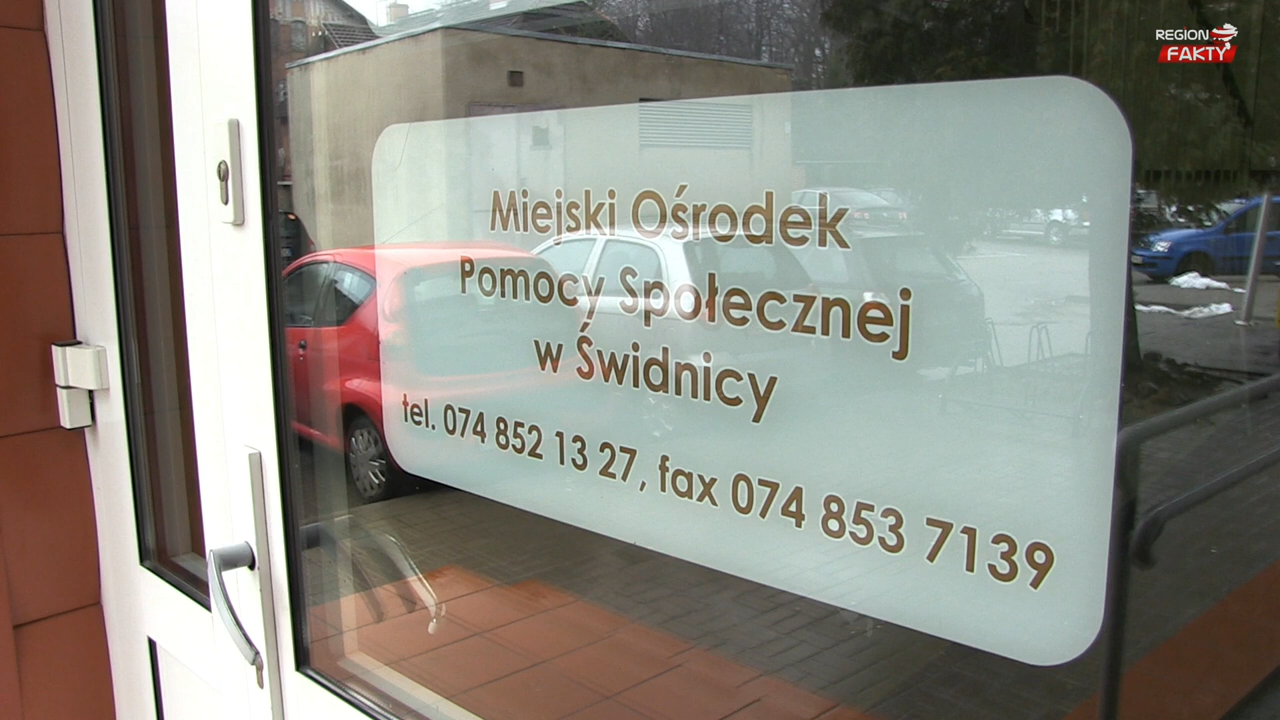 REGION
FAKTY
Miejski Ośrodek
Pomocy Społecznej
w Świdnicy
tel. 074 852 13 27, fax 074 853 7139